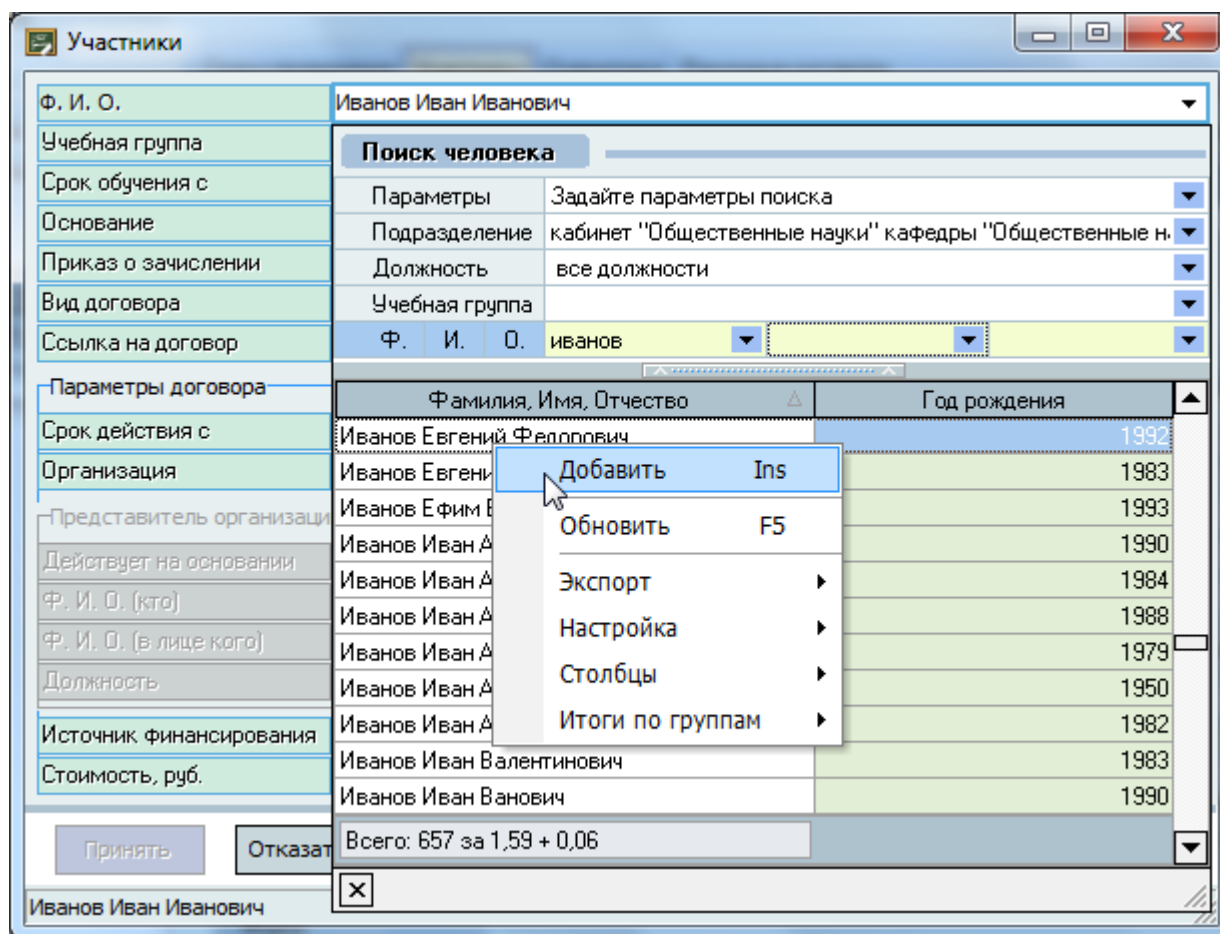 Участники
Ф. И. О.
Иванов Иван Иванович
Учебная группа
Поиск человека
Срок обучения с
Параметры
Задайте параметры поиска
Основание
Подразделение
кабинет "Общественные науки" кафедры "Общественные н
Приказ о зачислении
Должность
все должности
Вид договора
Учебная группа
Ссылка на договор
Ф. И. О.
иванов
Параметры договора
Фамилия, Имя, Отчество
Год рождения
Срок действия с
Иванов Евгений Федорович
1992
Организация
Иванов Евгени
Добавить Ins
1983
Представитель организаци
Иванов Ефим
Обновить F5
1993
Действует на основании
Иванов Иван А
1990
Ф. И. О. (кто)
Иванов Иван А
Экспорт
1984
Иванов Иван А
Настройка
1988
Ф. И. О. (в лице кого)
Иванов Иван А
1979
Должность
Иванов Иван А
Столбцы
1950
Источник финансирования
Иванов Иван А
Итоги по группам
1982
Стоимость, руб.
Иванов Иван Валентинович
1983
Иванов Иван Ванович
1990
Принять
Отказат
Всего: 657 за 1,59 + 0,06
Иванов Иван Иванович